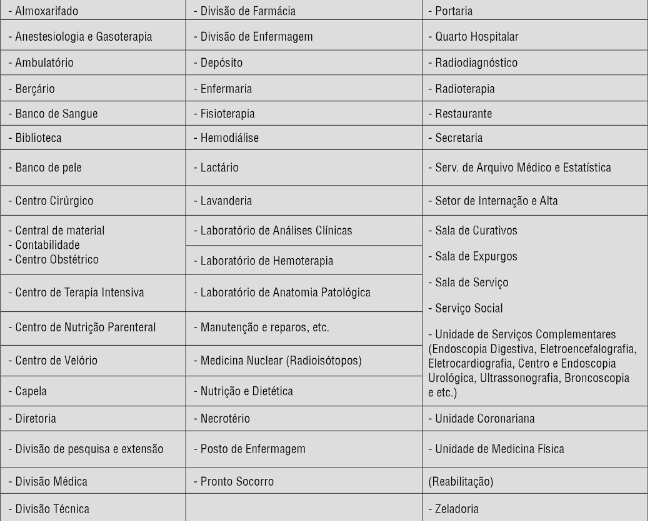 - Almoxarifado
- Anestesiologia e Gasoterapia
- Ambulatório
- Berçário
- Banco de Sangue
- Biblioteca
- Banco de pele
- Centro Cirúrgico
- Central de material
- Contabilidade
- Centro Obstétrico
- Centro de Terapia Intensiva
- Centro de Nutrição Parenteral
- Centro de Velório
- Capela
- Diretoria
- Divisão de pesquisa e extensão
- Divisão Médica
- Divisão Técnica
- Divisão de Farmácia
- Divisão de Enfermagem
- Depósito
- Enfermaria
- Fisioterapia
- Hemodiálise
- Lactário
- Lavanderia
- Laboratório de Análises Clínicas
- Laboratório de Hemoterapia
- Laboratório de Anatomia Patológica
- Manutenção e reparos, etc.
- Medicina Nuclear (Radioisótopos)
- Nutrição e Dietética
- Necrotério
- Posto de Enfermagem
- Pronto Socorro
- Portaria
- Quarto Hospitalar
- Radiodiagnóstico
- Radioterapia
- Restaurante
- Secretaria
- Serv. de Arquivo Médico e Estatística
- Setor de Internação e Alta
- Sala de Curativos
- Sala de Expurgos
- Sala de Serviço
- Serviço Social
- Unidade de Serviços Complementares
(Endoscopia Digestiva, Eletroencefalografia,
Eletrocardiografia, Centro e Endoscopia
Urológica, Ultrassonografia, Broncoscopia
e etc.)
- Unidade Coronariana
- Unidade de Medicina Física
(Reabilitação)
- Zeladoria